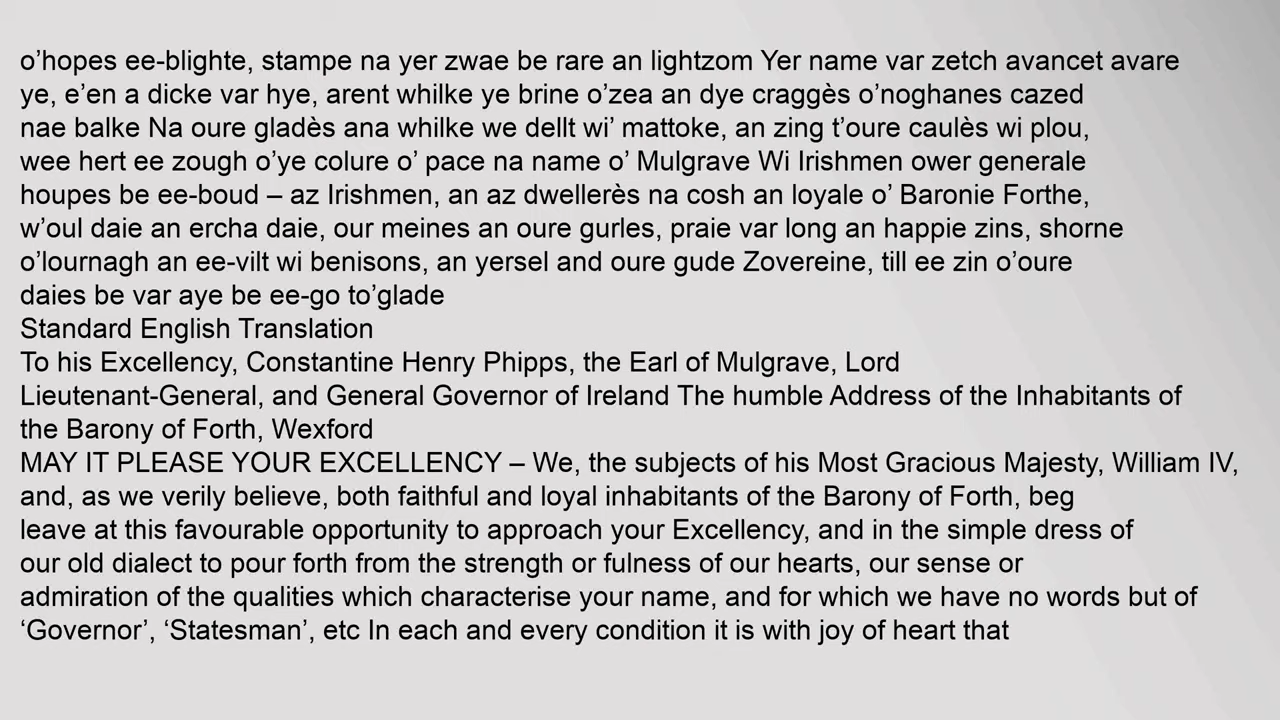 o’hopes ee-blighte, stampe na yer zwae be rare an lightzom Yer name var zetch avancet avare
ye, e’en a dicke var hye, arent whilke ye brine o’zea an dye craggès o’noghanes cazed
nae balke Na oure gladès ana whilke we dellt wi’ mattoke, an zing t’oure caulès wi plou,
wee hert ee zough o’ye colure o’ pace na name o’ Mulgrave Wi Irishmen ower generale
houpes be ee-boud – az Irishmen, an az dwellerès na cosh an loyale o’ Baronie Forthe,
w’oul daie an ercha daie, our meines an oure gurles, praie var long an happie zins, shorne
o’lournagh an ee-vilt wi benisons, an yersel and oure gude Zovereine, till ee zin o’oure
daies be var aye be ee-go to’glade
Standard English Translation
To his Excellency, Constantine Henry Phipps, the Earl of Mulgrave, Lord
Lieutenant-General, and General Governor of Ireland The humble Address of the Inhabitants of
the Barony of Forth, Wexford
MAY IT PLEASE YOUR EXCELLENCY – We, the subjects of his Most Gracious Majesty, William IV,
and, as we verily believe, both faithful and loyal inhabitants of the Barony of Forth, beg
leave at this favourable opportunity to approach your Excellency, and in the simple dress of
our old dialect to pour forth from the strength or fulness of our hearts, our sense or
admiration of the qualities which characterise your name, and for which we have no words but of
‘Governor’, ‘Statesman’, etc In each and every condition it is with joy of heart that